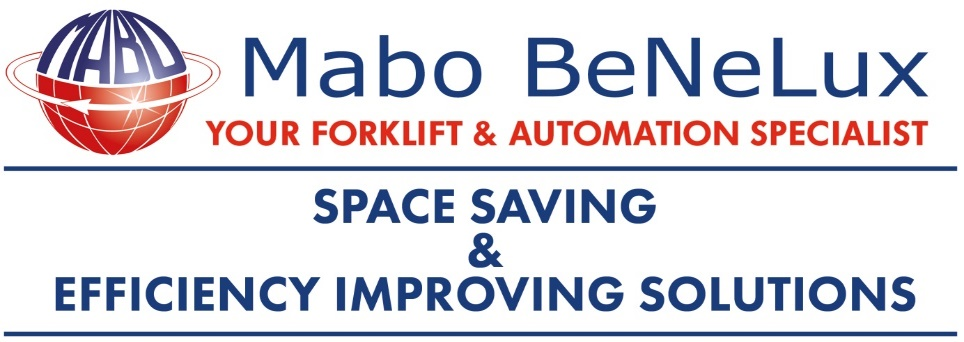 MABO
Mabo BeNeLux
YOUR FORKLIFT & AUTOMATION SPECIALIST
SPACE SAVING
&
EFFICIENCY IMPROVING SOLUTIONS